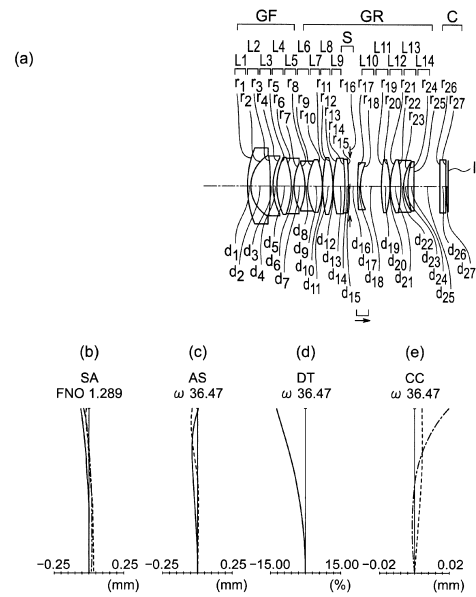 (a)
GF GR C
S
L2 L4 L6 L8 L11 L13
L1 L3 L5 L7 L9 L10 L12 L14
r1 r3 r5 r8 r11 r16 r17 r19 r21 r24 r26
r2 r4 r6 r9 r12 r18 r20 r22 r25 r27
r7 r10 r13 r23
r14
r15
I
d1 d3 d5 d8 d12 d16 d19 d22 d26
d2 d4 d6 d9 d13 d17 d20 d23 d27
d7 d10 d14 d18 d21 d24
d11 d15 d25
(b) (c) (d) (e)
SA AS DT CC
FNO 1.289 ω 36.47 ω 36.47 ω 36.47
−0.25 0.25 −0.25 0.25 −15.00 15.00 −0.02 0.02
(mm) (mm) (%) (mm)